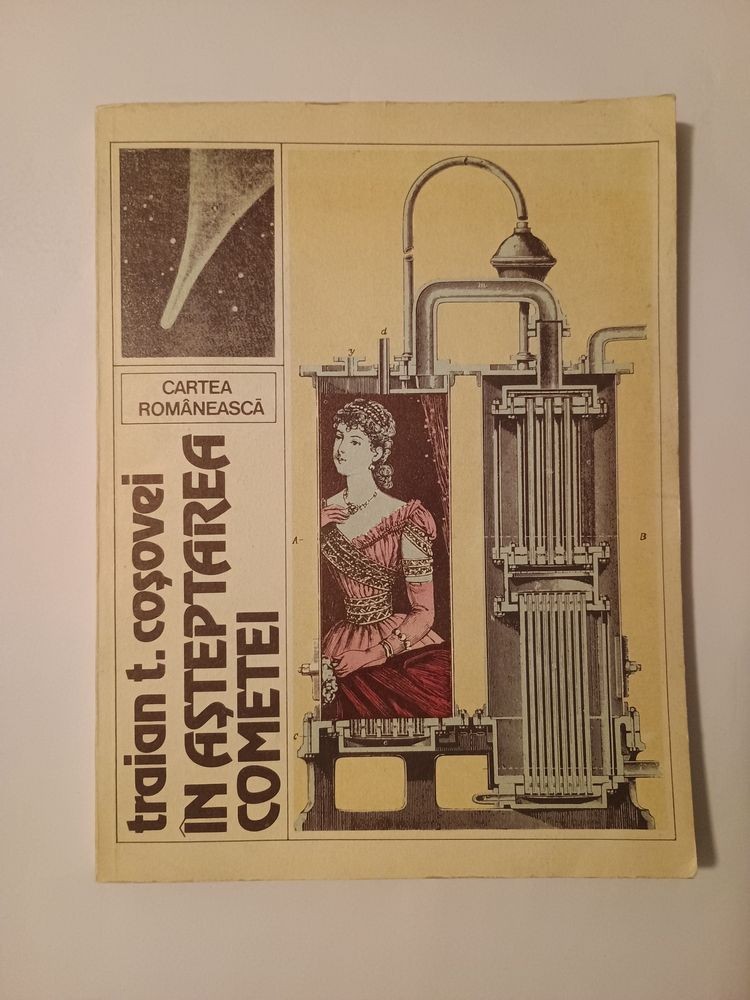 CARTEA
ROMÂNEASCĂ
traian t. coşovei
ÎN AŞTEPTAREA
COMETEI
t
m
d
y
A-
B
c
e